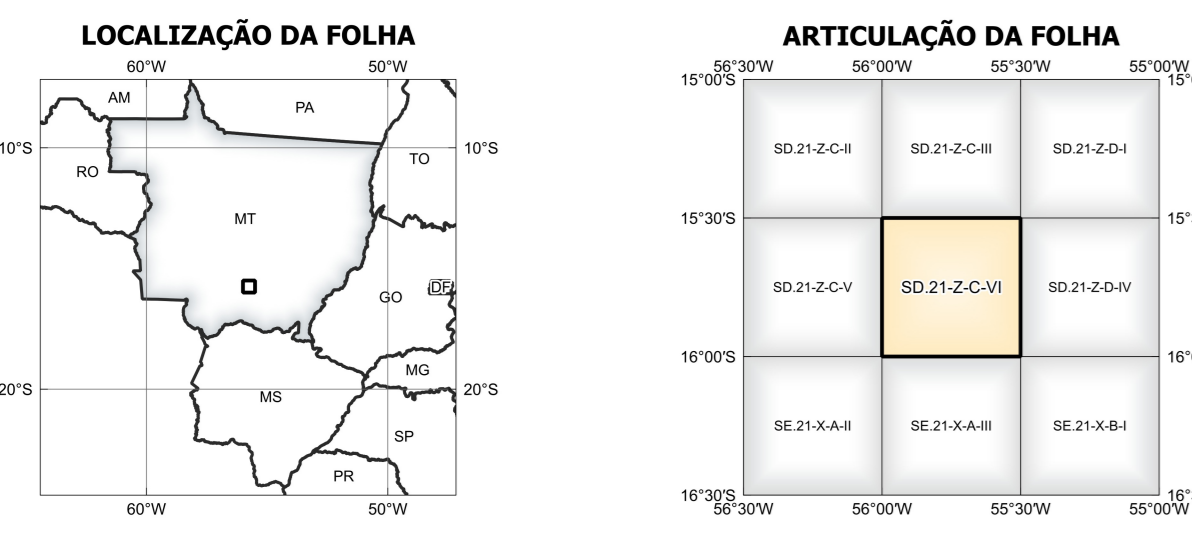 LOCALIZAÇÃO DA FOLHA
60°W 50°W
AM
PA
10°S 10°S
RO
TO
MT
GO
DF
MG
20°S 20°S
MS
SP
PR
60°W 50°W
ARTICULAÇÃO DA FOLHA
56°30'W 56°00'W 55°30'W 55°00'W
15°00'S
SD.21-Z-C-II SD.21-Z-C-III SD.21-Z-D-I
15°30'S
SD.21-Z-C-V SD.21-Z-C-VI SD.21-Z-D-IV
16°00'S
SE.21-X-A-II SE.21-X-A-III SE.21-X-B-I
16°30'S
56°30'W 56°00'W 55°30'W 55°00'W